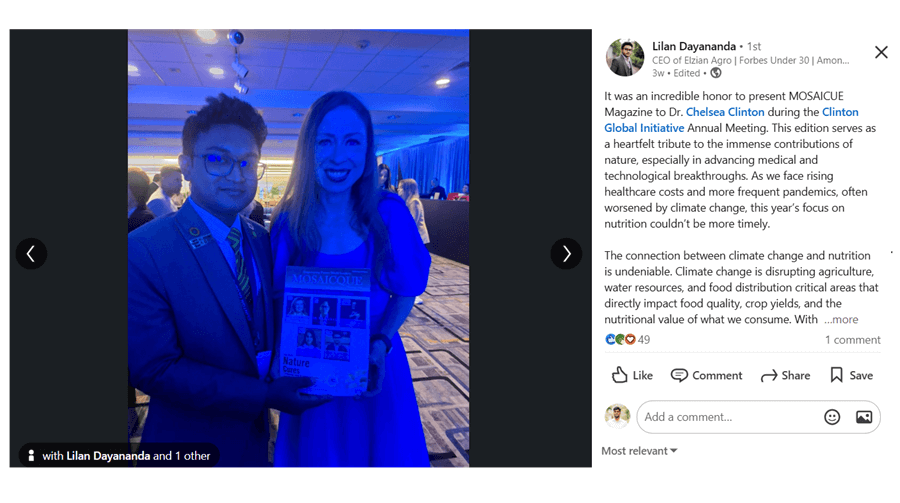 Lilan Dayananda • 1st
CEO of Elzian Agro | Forbes Under 30 | Amon...
3w • Edited •
It was an incredible honor to present MOSAICUE
Magazine to Dr. Chelsea Clinton during the Clinton
Global Initiative Annual Meeting. This edition serves as
a heartfelt tribute to the immense contributions of
nature, especially in advancing medical and
technological breakthroughs. As we face rising
healthcare costs and more frequent pandemics, often
worsened by climate change, this year's focus on
nutrition couldn't be more timely.
The connection between climate change and nutrition
is undeniable. Climate change is disrupting agriculture,
water resources, and food distribution critical areas that
directly impact food quality, crop yields, and the
nutritional value of what we consume. With ...more
49
1 comment
Like
Comment
Share
Save
Add a comment...
Most relevant
MOSAICQUE
Nature
Cures
with Lilan Dayananda and 1 other